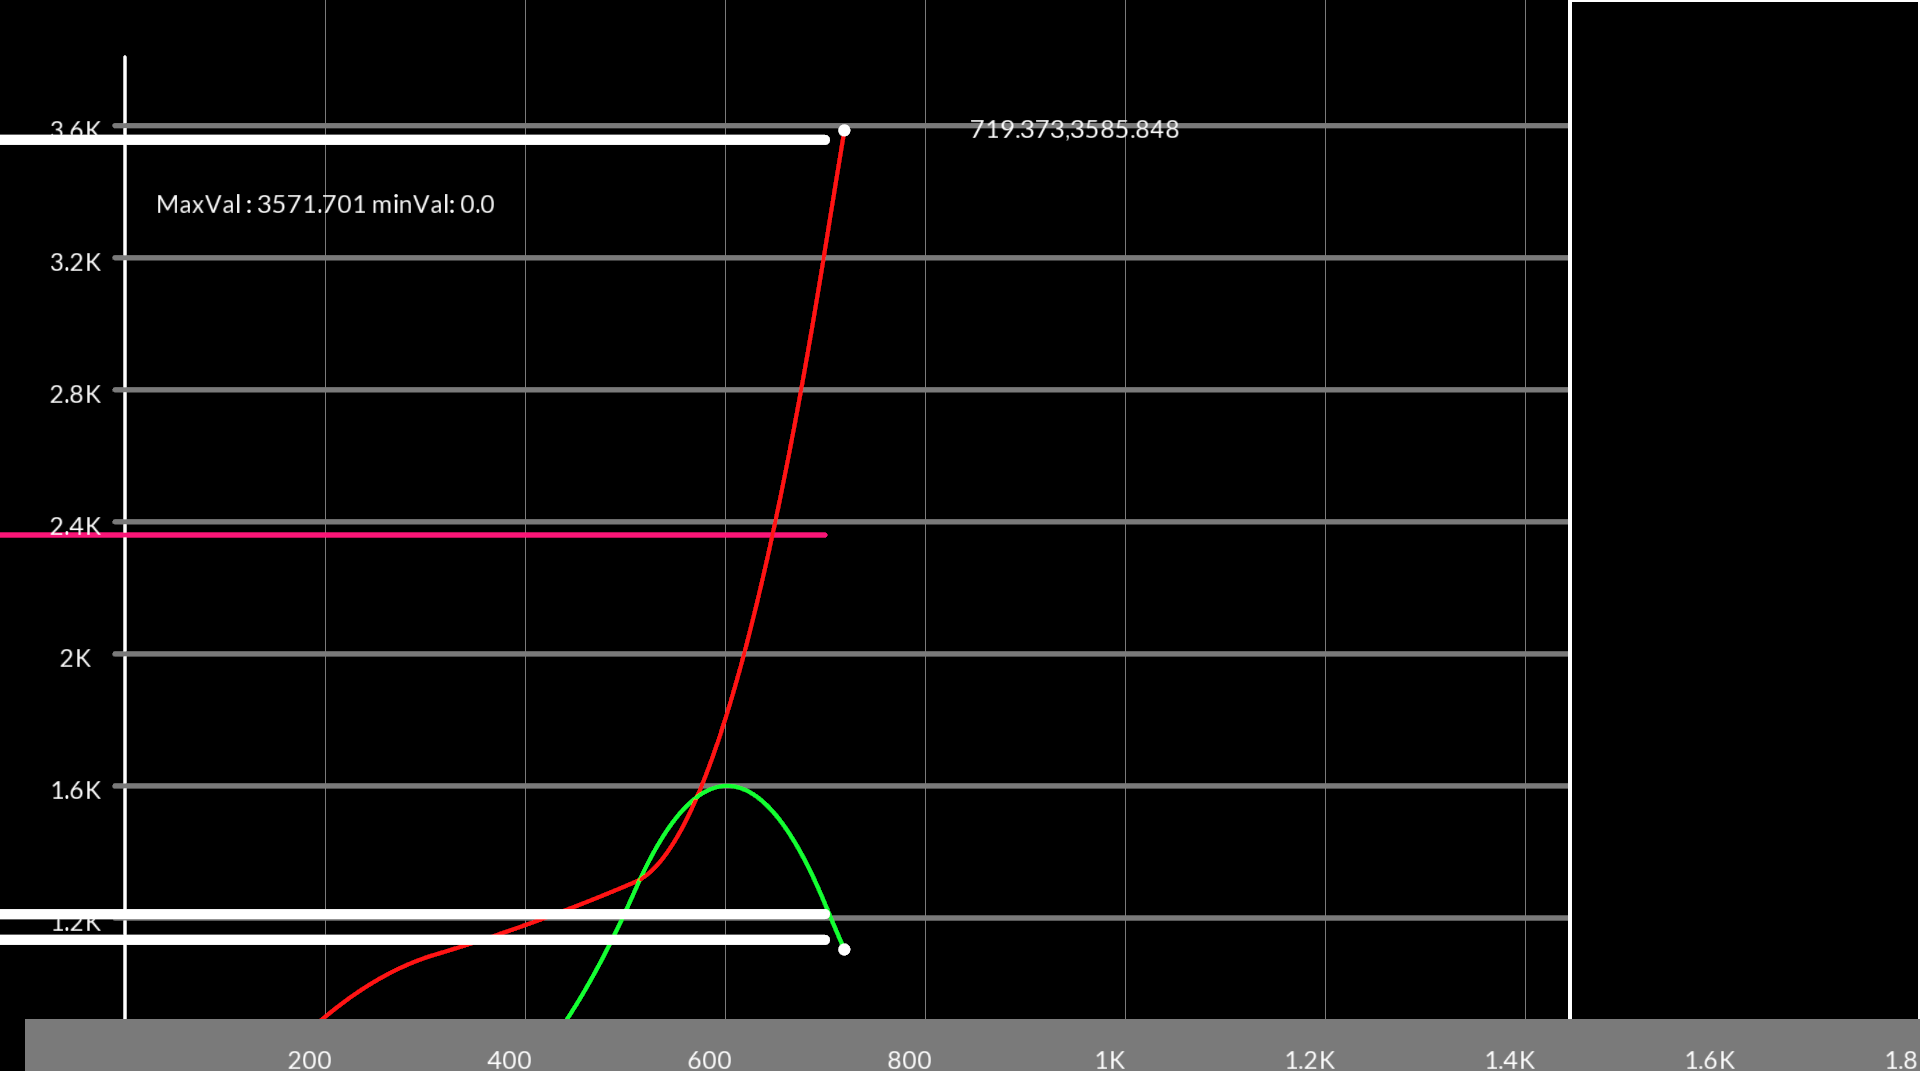 3.6K
719.373,3585.848
MaxVal : 3571.701 minVal: 0.0
3.2K
2.8K
2.4K
2K
1.6K
1.2K
200 400 600 800 1K 1.2K 1.4K 1.6K 1.8